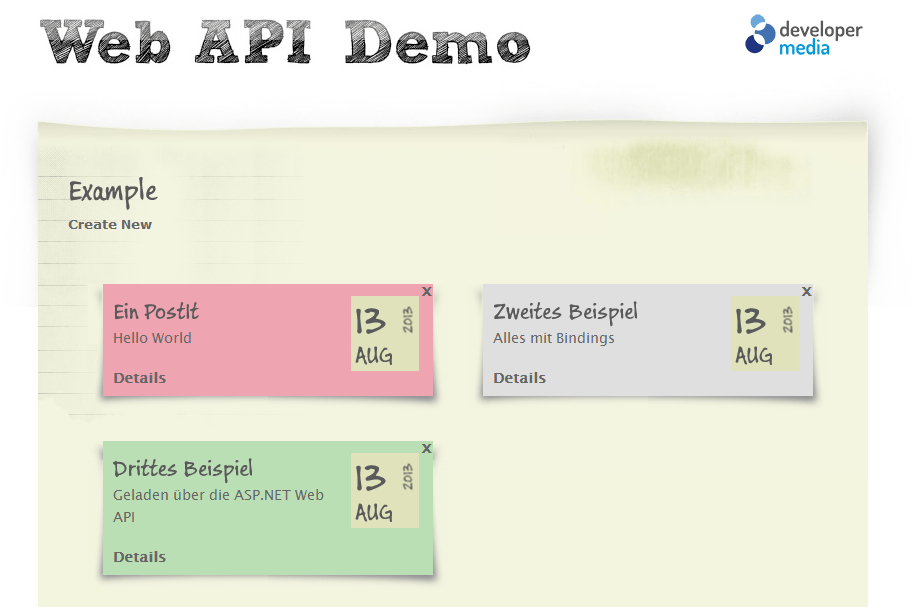 Web API Demo
developer
media
Example
Create New
X
Ein PostIt
Hello World
13
2013
AUG
Details
X
Zweites Beispiel
Alles mit Bindings
13
2013
AUG
Details
X
Drittes Beispiel
Geladen über die ASP.NET Web
API
13
2013
AUG
Details